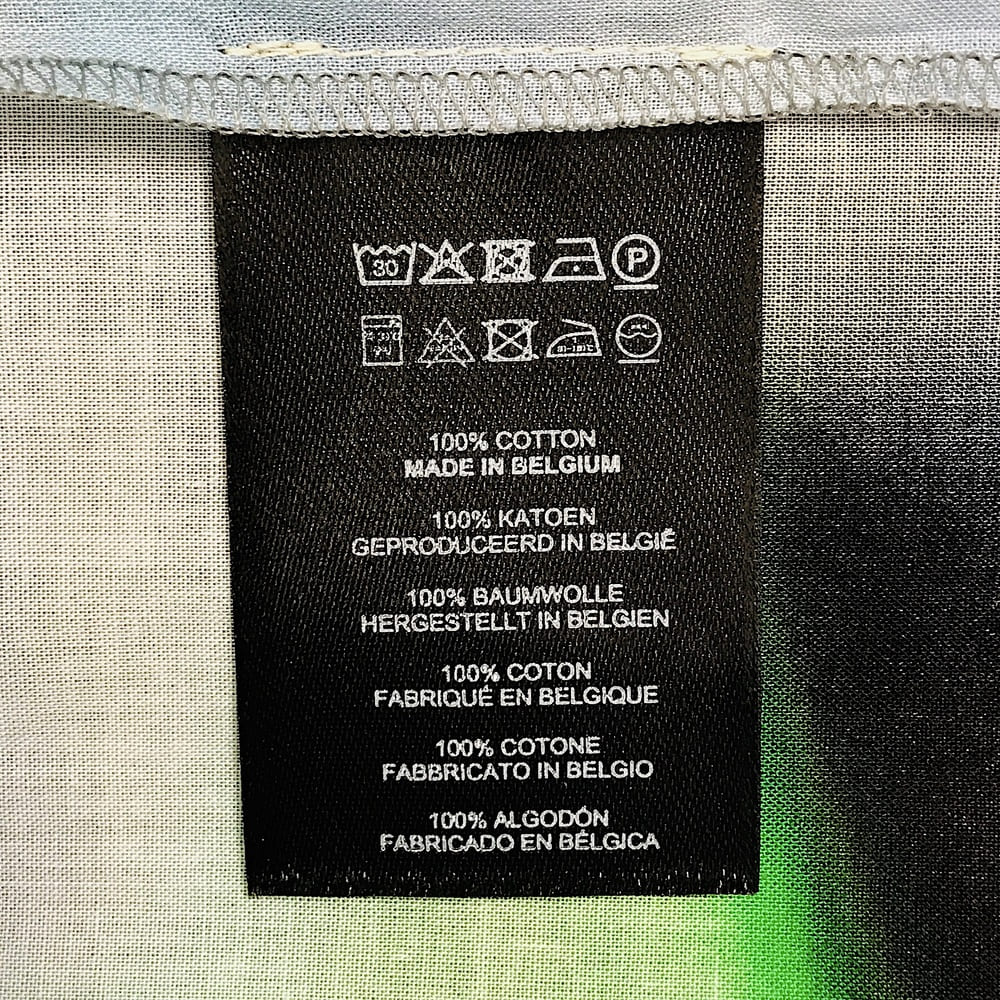 30 P
100% COTTON
MADE IN BELGIUM
100% KATOEN
GEPRODUCEERD IN BELGIË
100% BAUMWOLLE
HERGESTELLT IN BELGIEN
100% COTON
FABRIQUÉ EN BELGIQUE
100% COTONE
FABBRICATO IN BELGIO
100% ALGODÓN
FABRICADO EN BÉLGICA